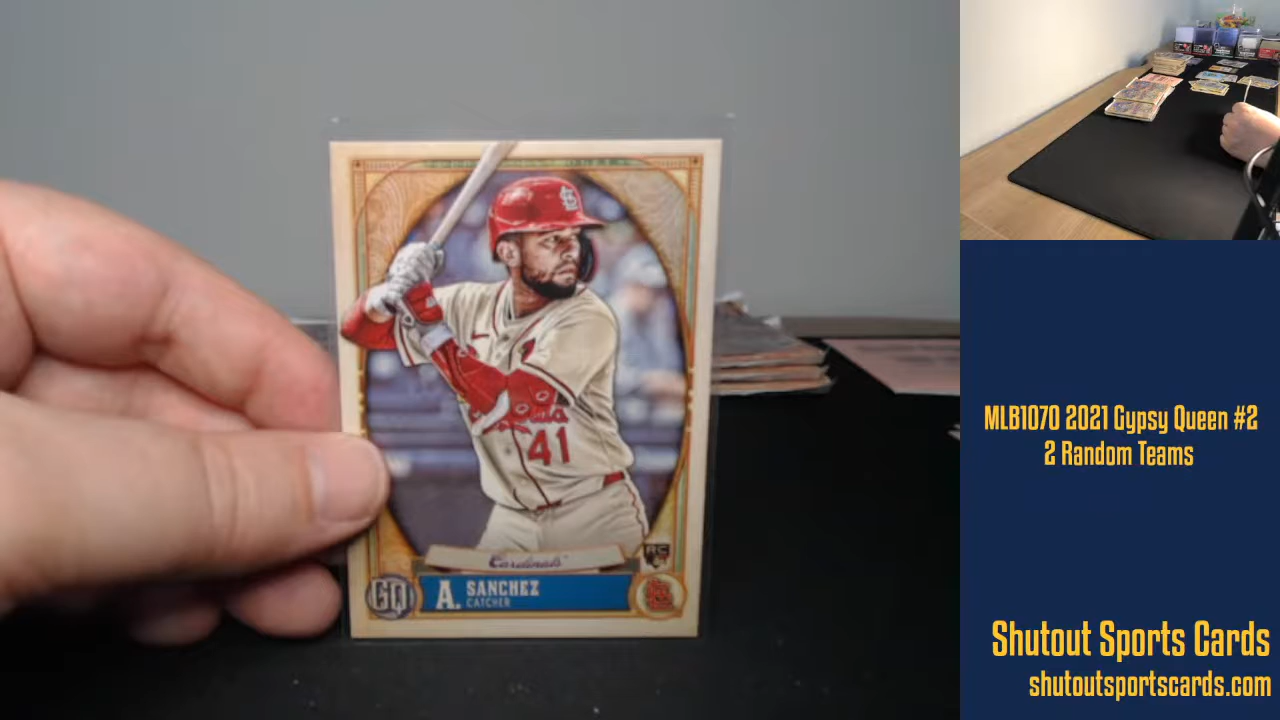 41
Cardinals
RC
GQ
A. SANCHEZ
CATCHER
MLB1070 2021 Gypsy Queen #2
2 Random Teams
Shutout Sports Cards
shutoutsportscards.com